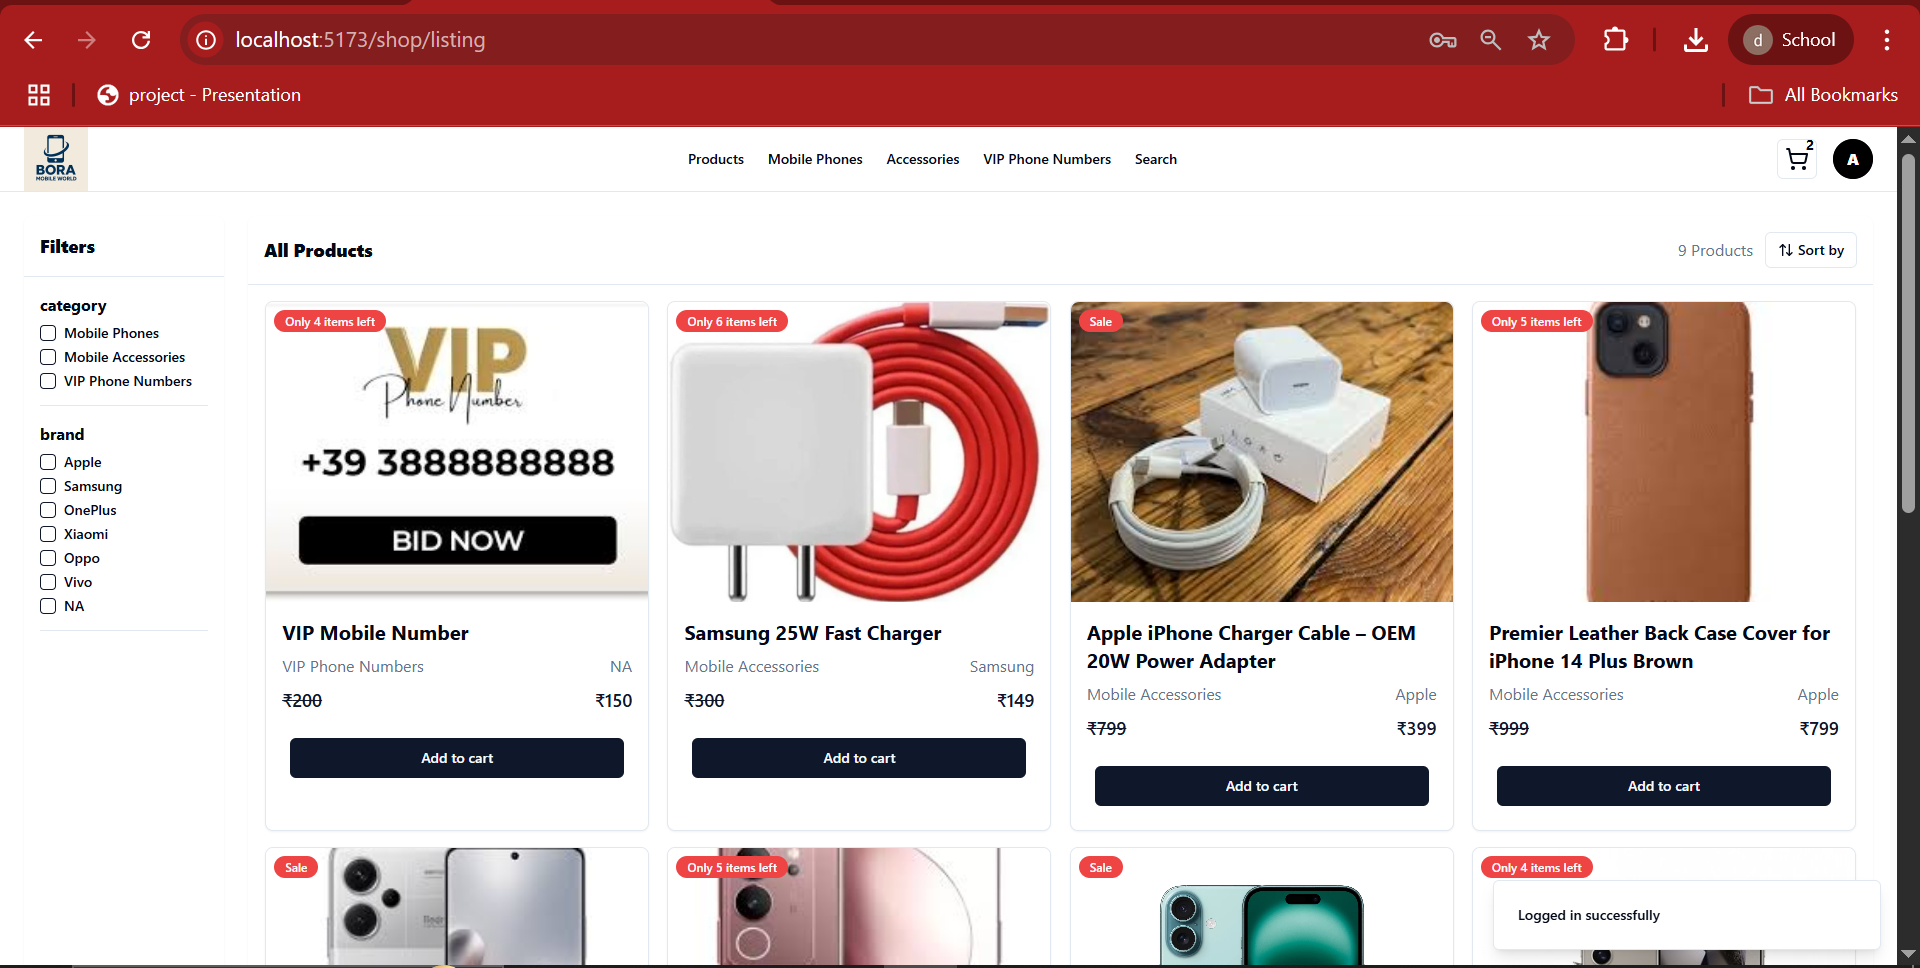 localhost:5173/shop/listing
d School
project - Presentation
All Bookmarks
BORA
MOBILE WORLD
Products
Mobile Phones
Accessories
VIP Phone Numbers
Search
2
A
Filters
category
Mobile Phones
Mobile Accessories
VIP Phone Numbers
brand
Apple
Samsung
OnePlus
Xiaomi
Oppo
Vivo
NA
All Products
9 Products
Sort by
Only 4 items left
VIP
Phone Number
+39 3888888888
BID NOW
VIP Mobile Number
VIP Phone Numbers NA
₹200 ₹150
Add to cart
Only 6 items left
Samsung 25W Fast Charger
Mobile Accessories Samsung
₹300 ₹149
Add to cart
Sale
Apple iPhone Charger Cable – OEM
20W Power Adapter
Mobile Accessories Apple
₹799 ₹399
Add to cart
Only 5 items left
Premier Leather Back Case Cover for
iPhone 14 Plus Brown
Mobile Accessories Apple
₹999 ₹799
Add to cart
Sale
Only 5 items left
Sale
Only 4 items left
Logged in successfully